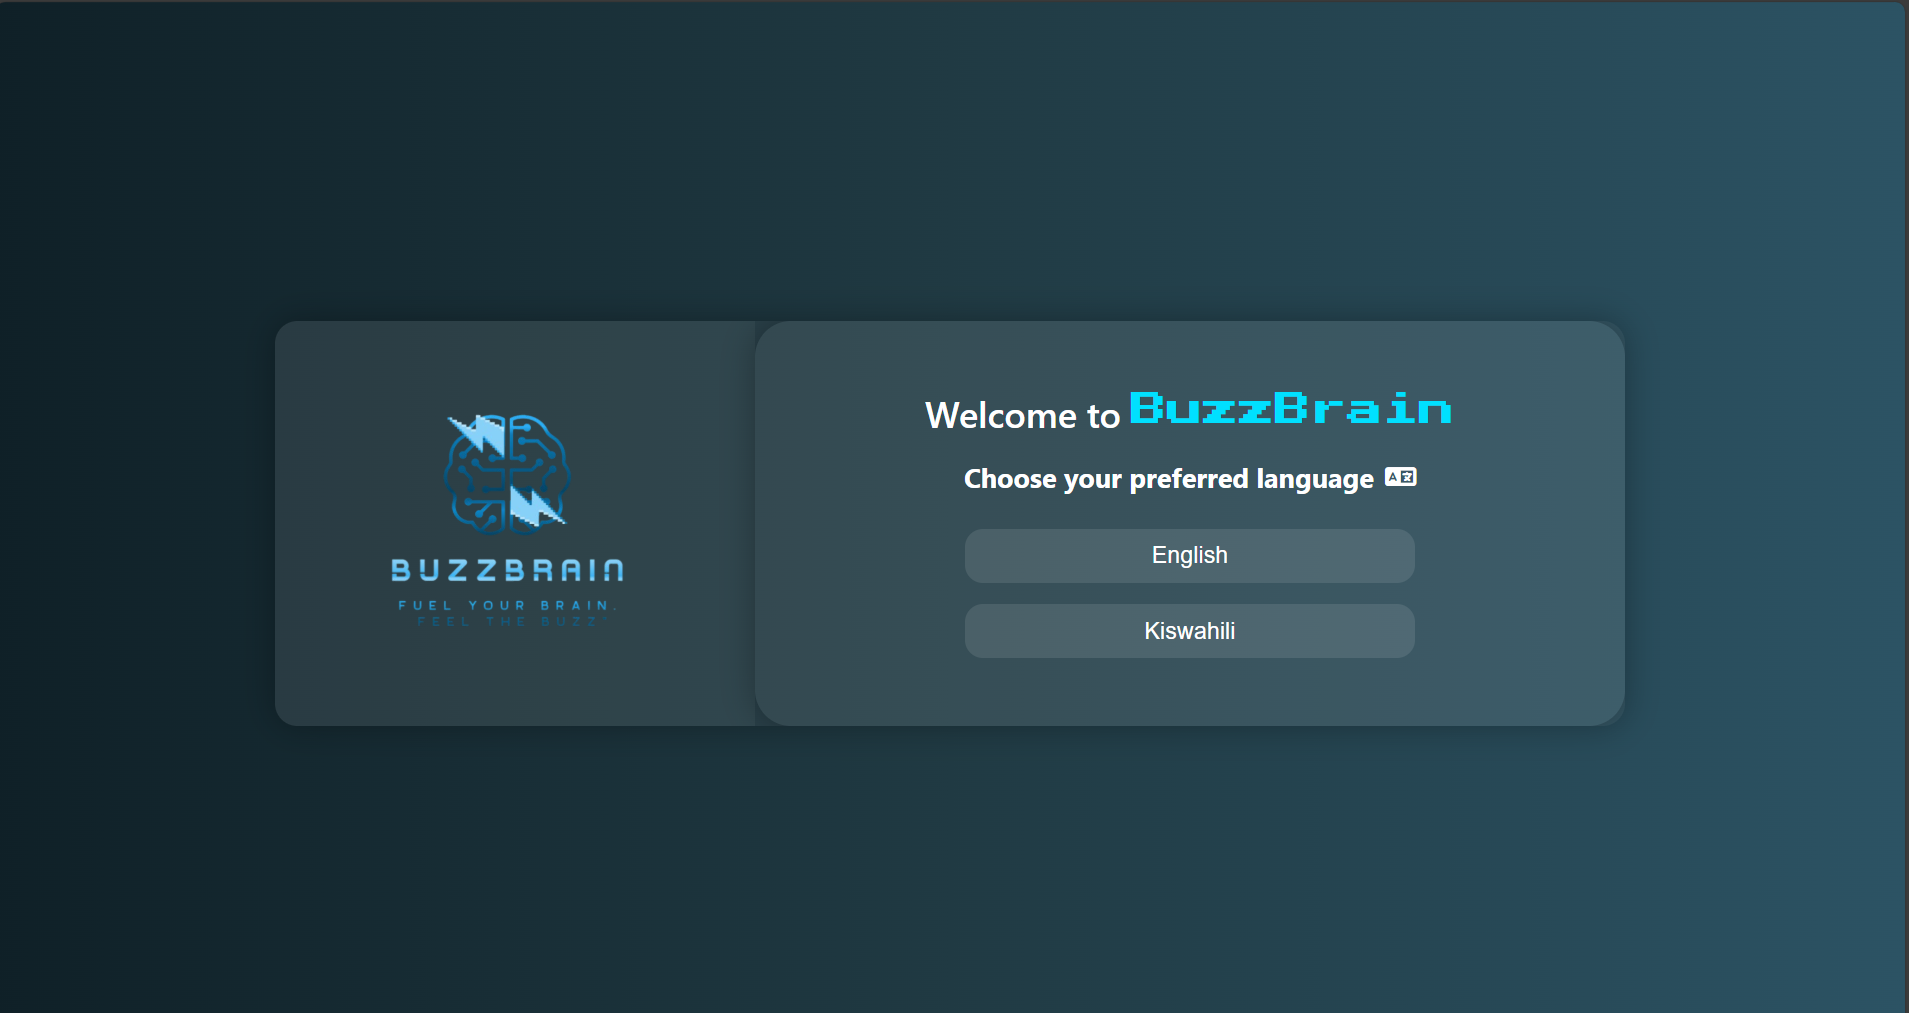 BUZZBRAIN
FUEL YOUR BRAIN.
FEEL THE BUZZ
Welcome to BuzzBrain
Choose your preferred language
English
Kiswahili